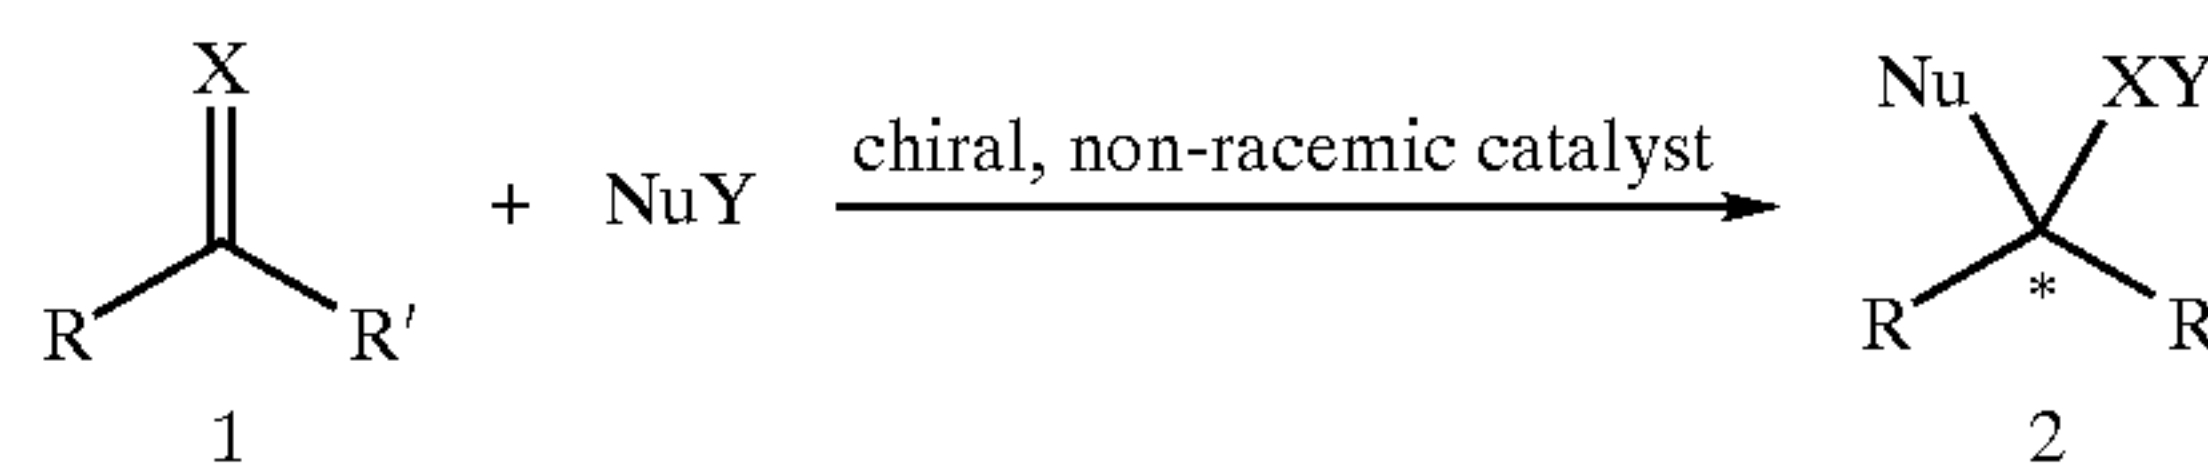 X
Nu XY
chiral, non-racemic catalyst
+ NuY
R R′ R * R
1 2